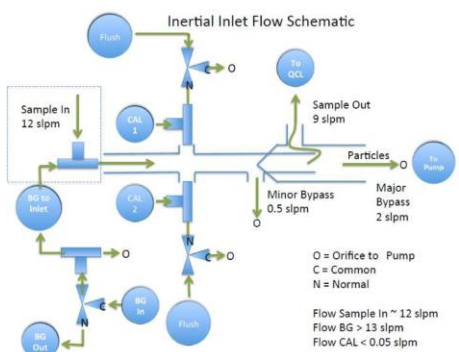 Inertial Inlet Flow Schematic
Flush
C
O
N
To
QCL
Sample In
12 slpm
CAL
1
Sample Out
9 slpm
Particles
O
To
Pump
BG to
Inlet
CAL
2
Minor Bypass
0.5 slpm
Major
Bypass
2 slpm
O
N
O
C
O
C
N
BG
In
BG
Out
Flush
O = Orifice to Pump
C = Common
N = Normal
Flow Sample In ~ 12 slpm
Flow BG > 13 slpm
Flow CAL < 0.05 slpm